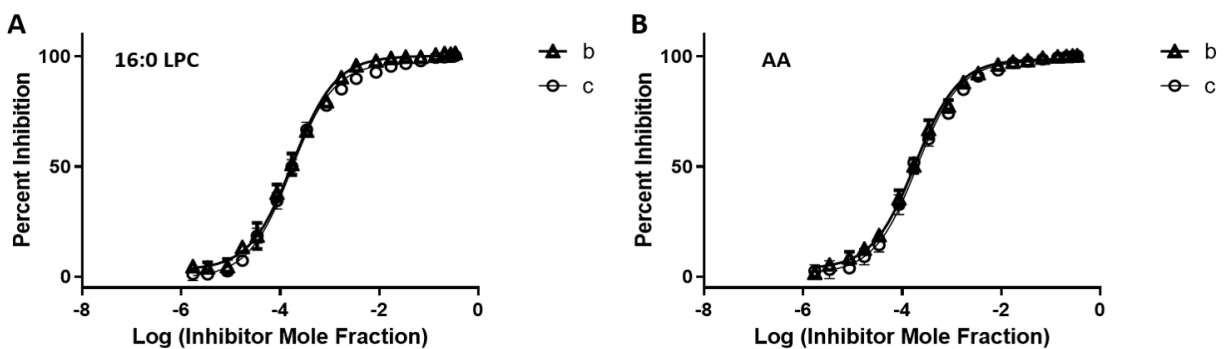 A
16:0 LPC
b
c
100
50
0
Percent Inhibition
-8
-6
-4
-2
0
Log (Inhibitor Mole Fraction)
B
AA
b
c
100
50
0
Percent Inhibition
-8
-6
-4
-2
0
Log (Inhibitor Mole Fraction)